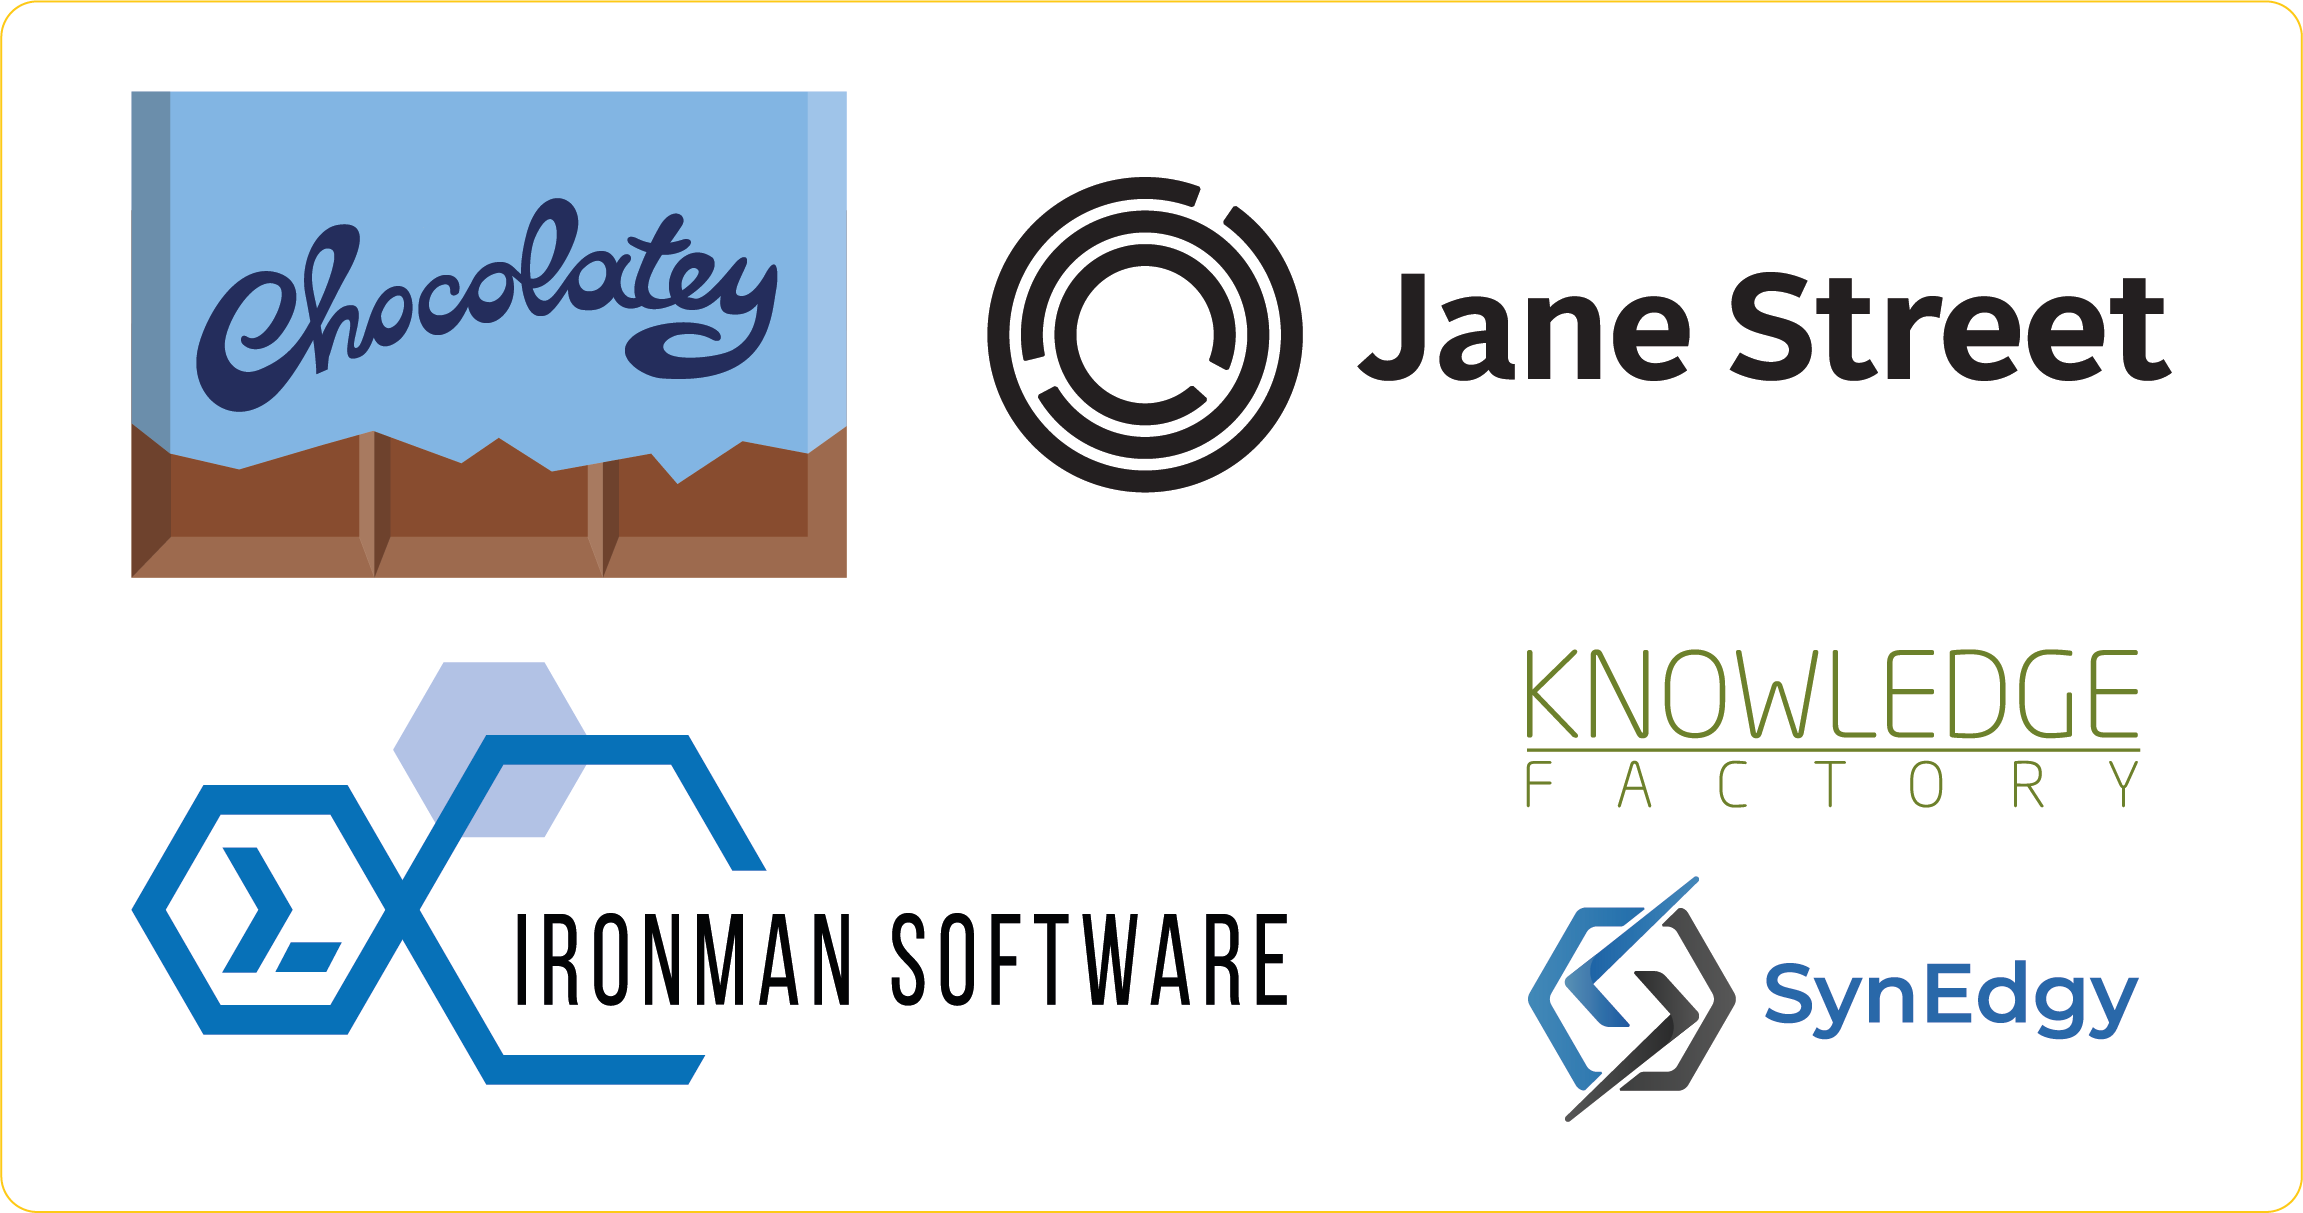 Chocolatey
Jane Street
KNOWLEDGE
FACTORY
IRONMAN SOFTWARE
SynEdgy